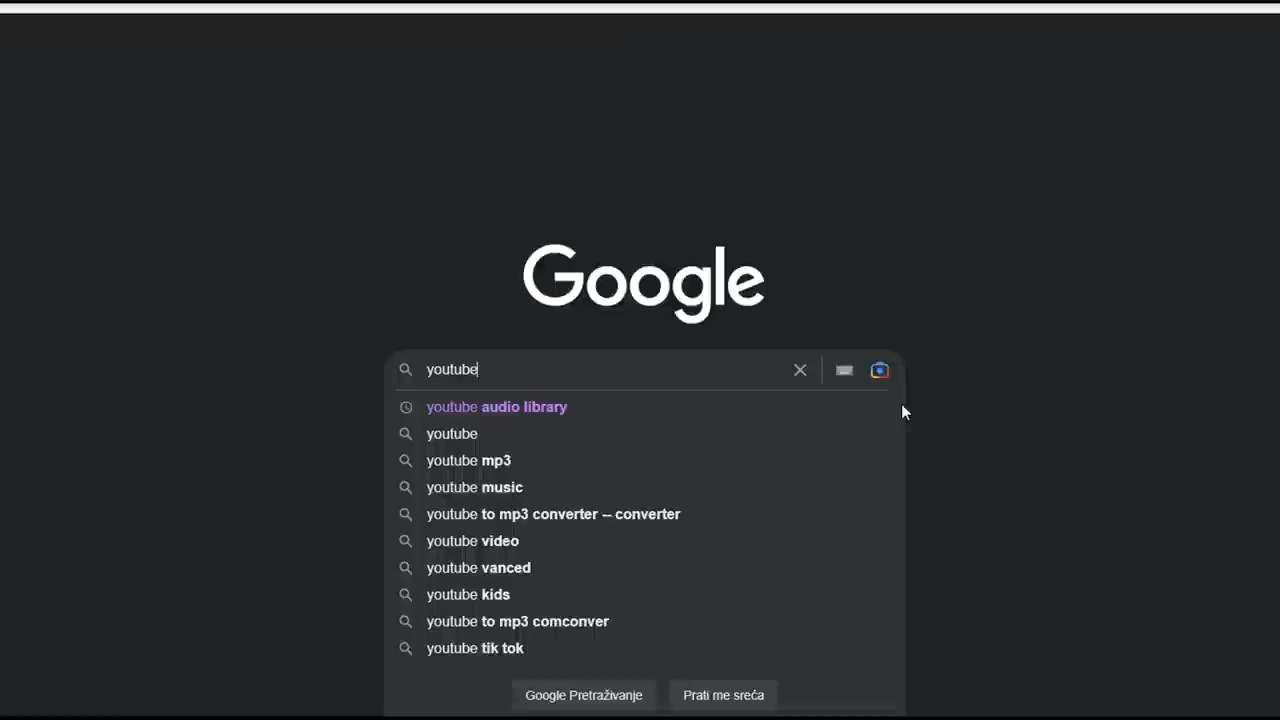 Google
youtube
youtube audio library
youtube
youtube mp3
youtube music
youtube to mp3 converter -- converter
youtube video
youtube vanced
youtube kids
youtube to mp3 comconver
youtube tik tok
Google Pretraživanje
Prati me sreća